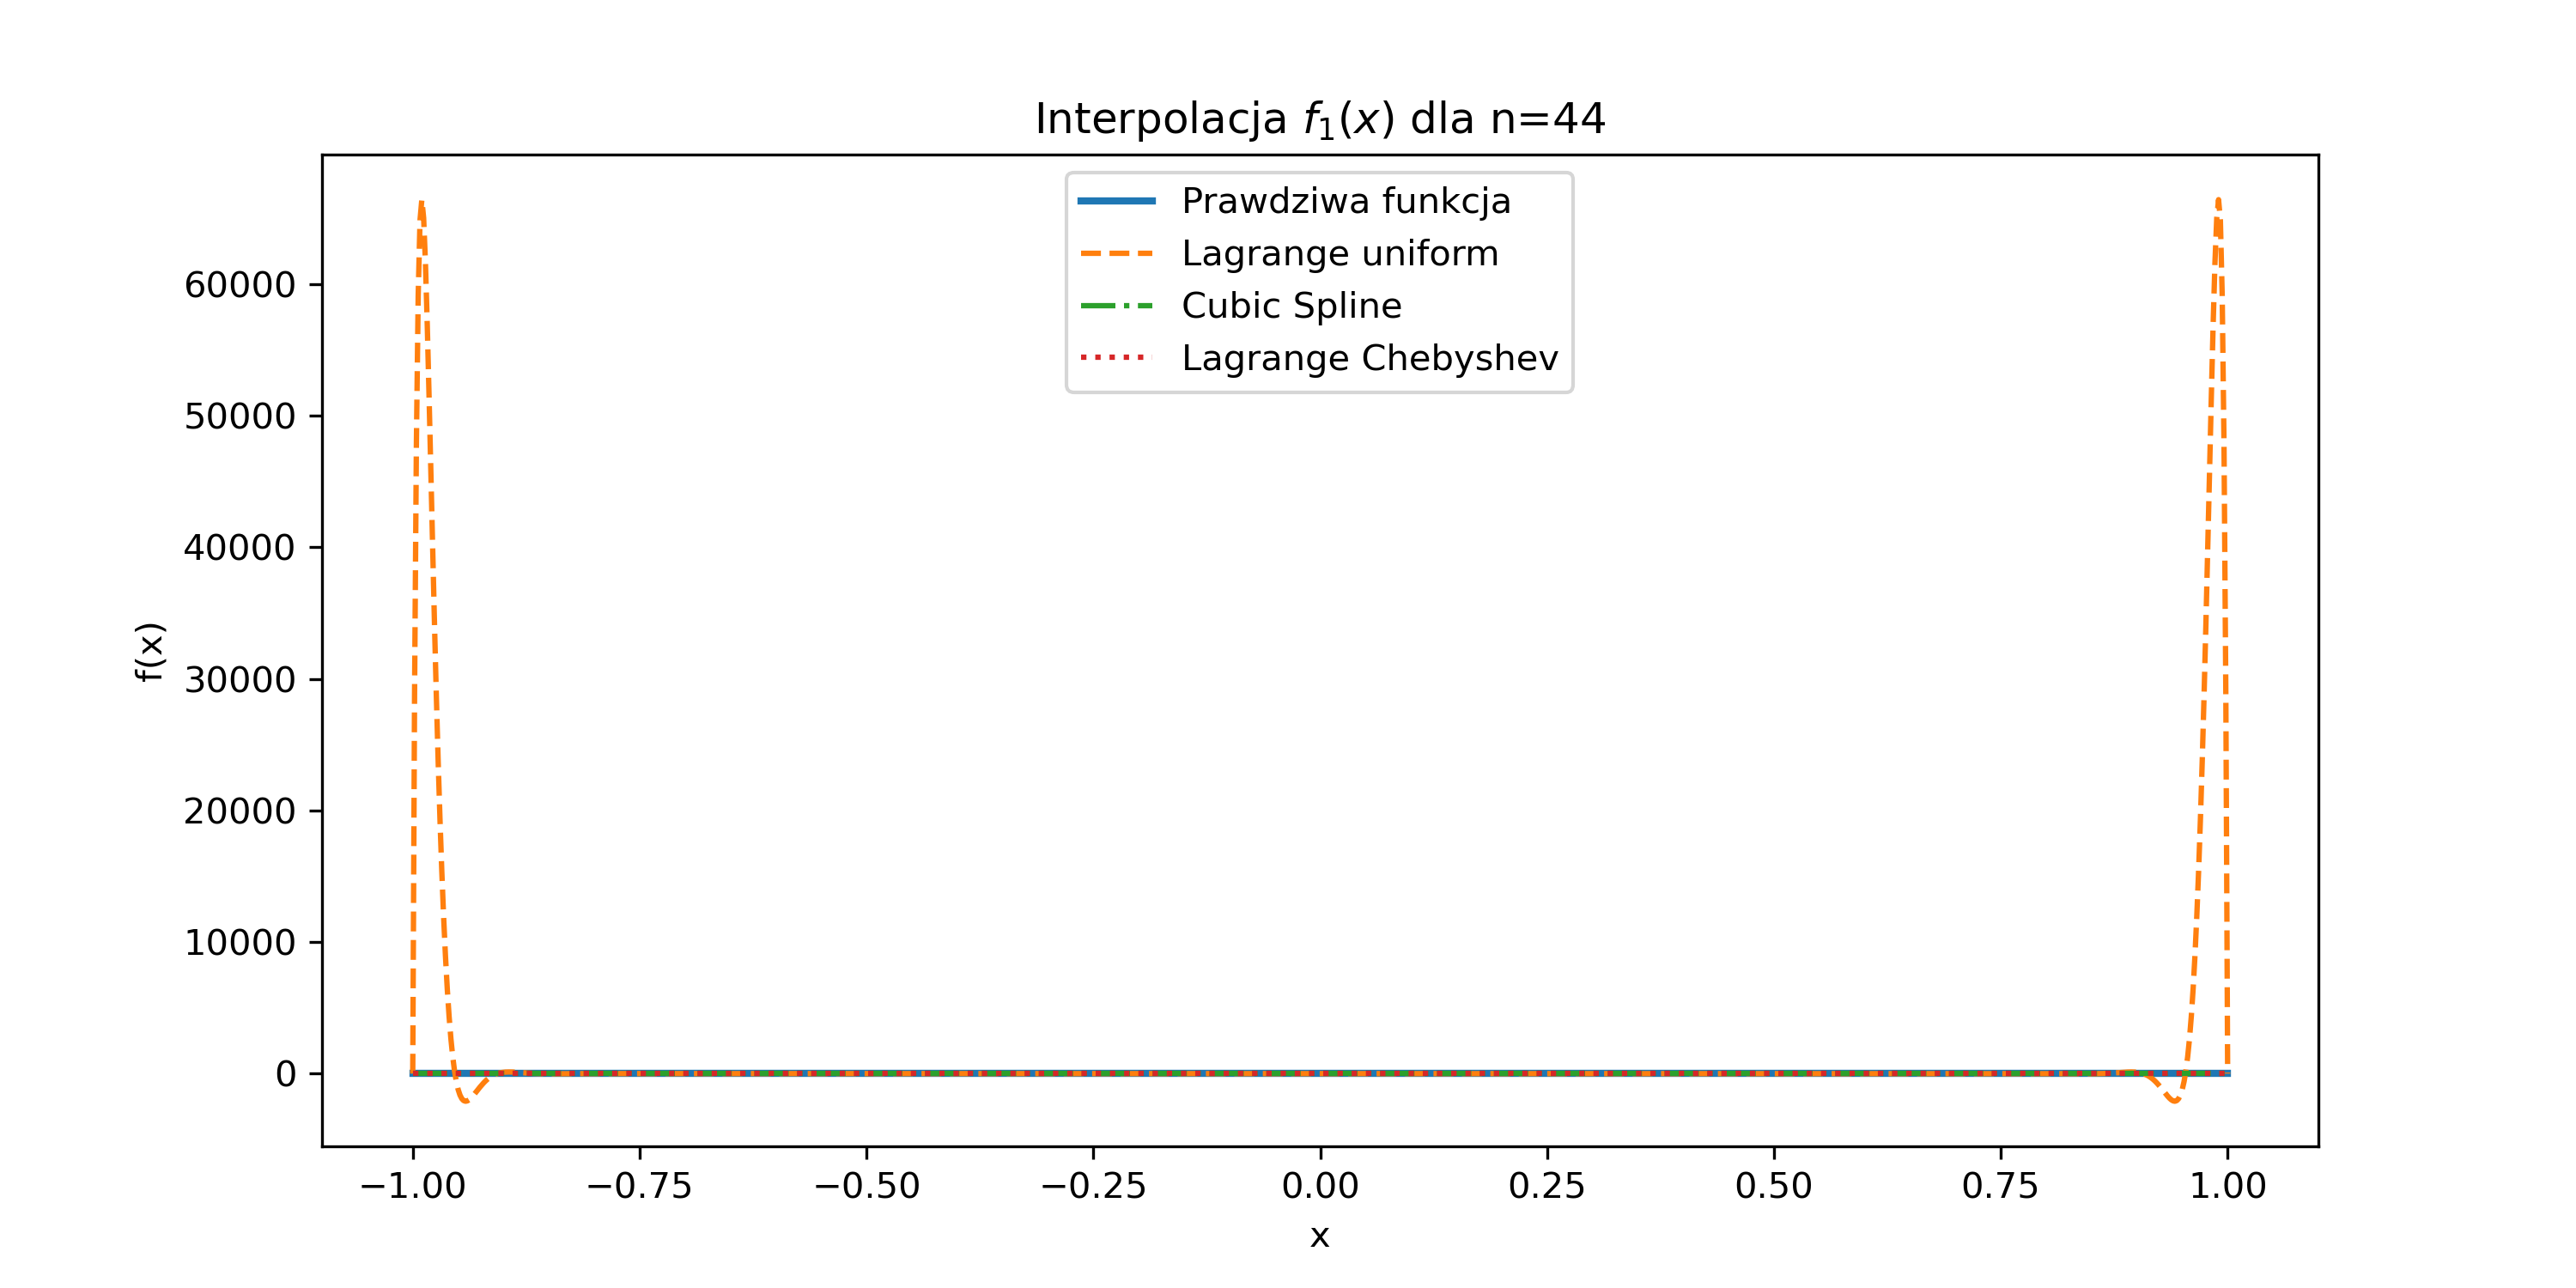 Interpolacja f₁(x) dla n=44
Prawdziwa funkcja
Lagrange uniform
Cubic Spline
Lagrange Chebyshev
f(x)
60000
50000
40000
30000
20000
10000
0
−1.00 −0.75 −0.50 −0.25 0.00 0.25 0.50 0.75 1.00
x